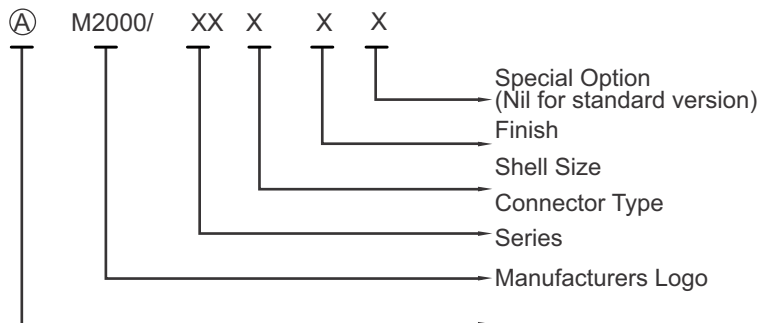 Ⓐ M2000/ XX X X X
Special Option
(Nil for standard version)
Finish
Shell Size
Connector Type
Series
Manufacturers Logo